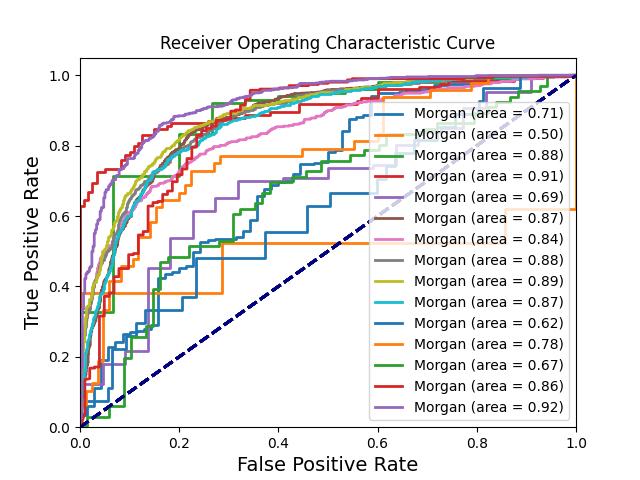 Receiver Operating Characteristic Curve
1.0
0.8
0.6
0.4
0.2
0.0
True Positive Rate
Morgan (area = 0.71)
Morgan (area = 0.50)
Morgan (area = 0.88)
Morgan (area = 0.91)
Morgan (area = 0.69)
Morgan (area = 0.87)
Morgan (area = 0.84)
Morgan (area = 0.88)
Morgan (area = 0.89)
Morgan (area = 0.87)
Morgan (area = 0.62)
Morgan (area = 0.78)
Morgan (area = 0.67)
Morgan (area = 0.86)
Morgan (area = 0.92)
0.0 0.2 0.4 0.6 0.8 1.0
False Positive Rate